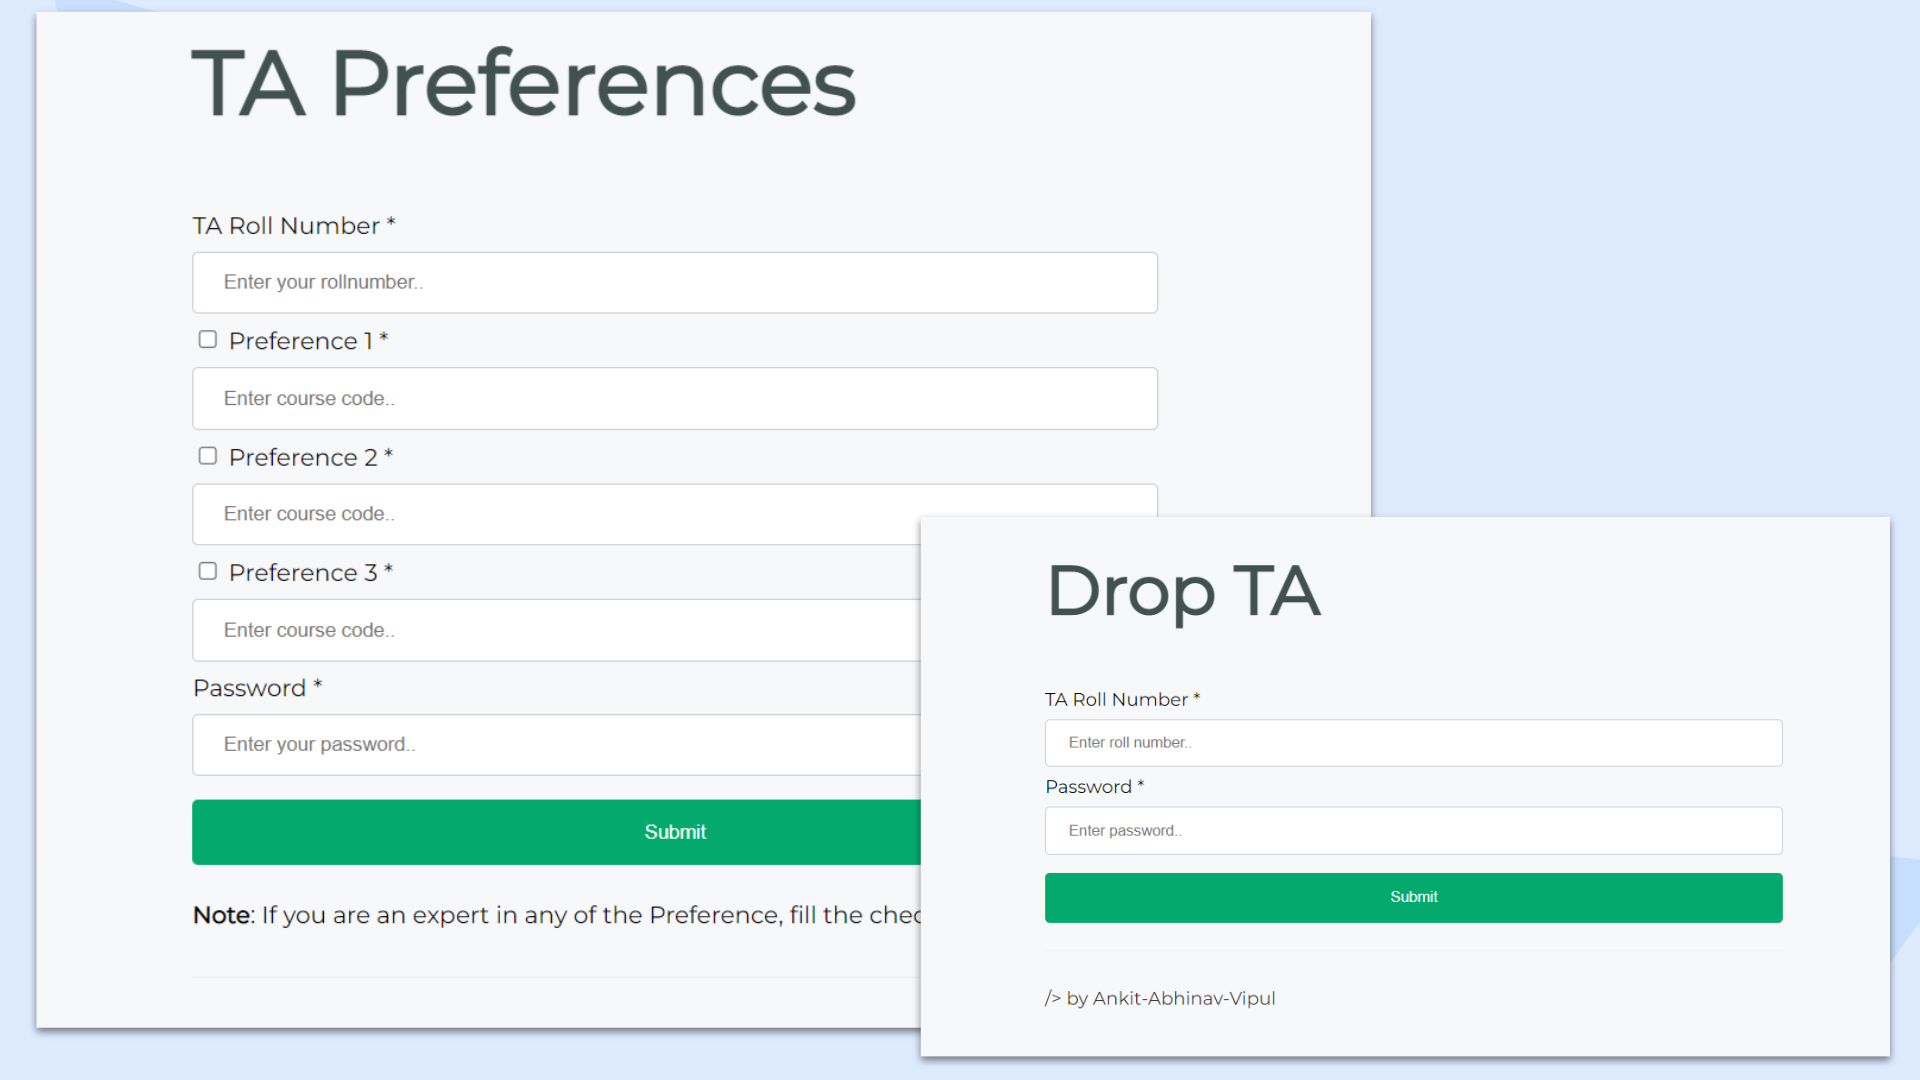 TA Preferences
TA Roll Number *
Enter your rollnumber..
Preference 1 *
Enter course code..
Preference 2 *
Enter course code..
Preference 3 *
Enter course code..
Password *
Enter your password..
Submit
Note: If you are an expert in any of the Preference, fill the
Drop TA
TA Roll Number *
Enter roll number..
Password *
Enter password..
Submit
/> by Ankit-Abhinav-Vipul